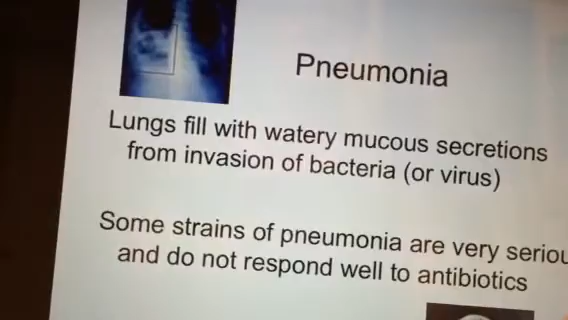 Pneumonia
Lungs fill with watery mucous secretions
from invasion of bacteria (or virus)
Some strains of pneumonia are very seriou
and do not respond well to antibiotics